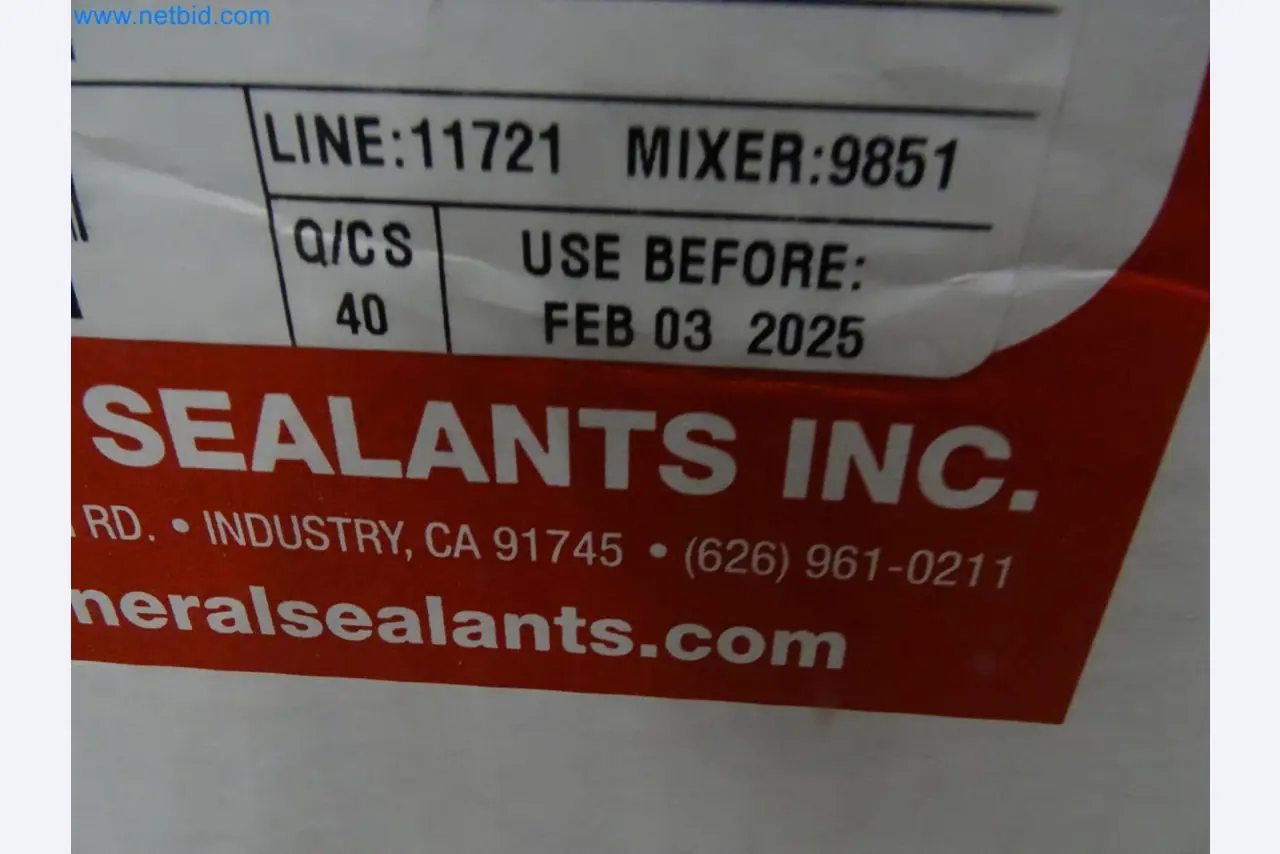 www.netbid.com
LINE:11721 MIXER:9851
Q/CS
40
USE BEFORE:
FEB 03 2025
SEALANTS INC.
RD. • INDUSTRY, CA 91745 • (626) 961-0211
neralsealants.com